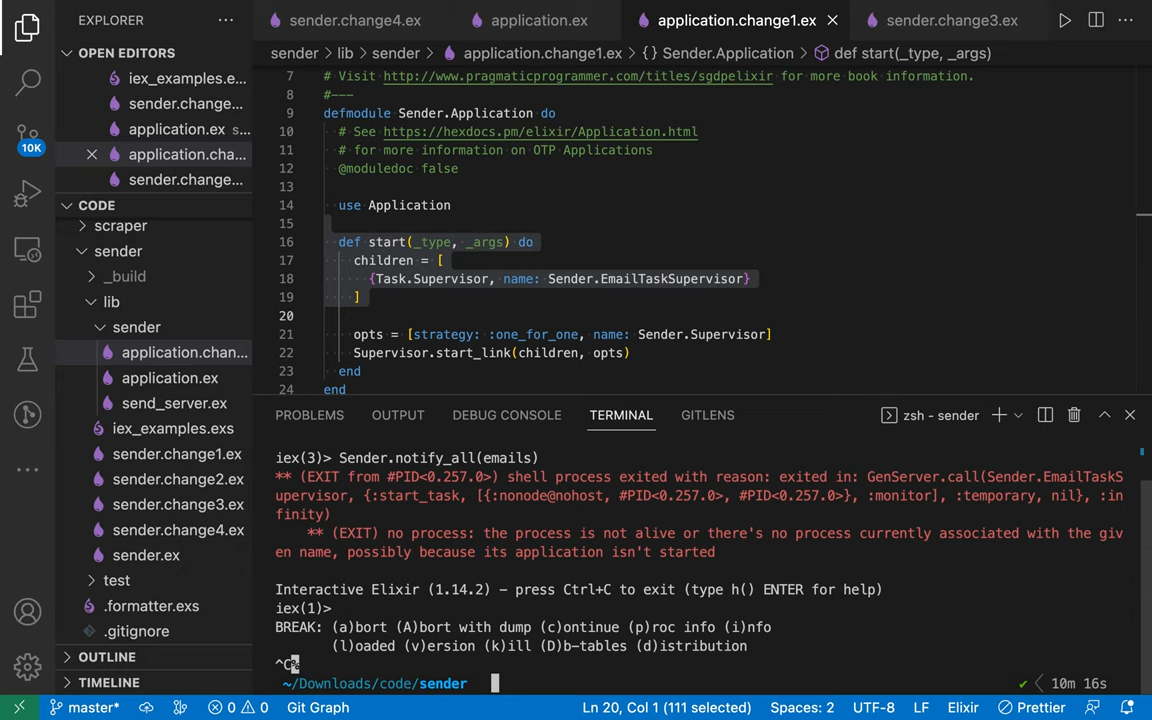 EXPLORER
sender.change4.ex
application.ex
application.change1.ex
sender.change3.ex
OPEN EDITORS
iex_examples.e...
sender.change...
application.ex s...
application.cha...
sender.change...
CODE
scraper
sender
_build
lib
sender
application.chan...
application.ex
send_server.ex
iex_examples.exs
sender.change1.ex
sender.change2.ex
sender.change3.ex
sender.change4.ex
sender.ex
test
.formatter.exs
.gitignore
OUTLINE
TIMELINE
10K
sender > lib > sender > application.change1.ex > {} Sender.Application > def start(_type, _args)
7 # Visit http://www.pragmaticprogrammer.com/titles/sgdpelixir for more book information.
8 #---
9 defmodule Sender.Application do
10 # See https://hexdocs.pm/elixir/Application.html
11 # for more information on OTP Applications
12 @moduledoc false
13
14 use Application
15
16 def start(_type, _args) do
17 children = [
18 {Task.Supervisor, name: Sender.EmailTaskSupervisor}
19 ]
20
21 opts = [strategy: :one_for_one, name: Sender.Supervisor]
22 Supervisor.start_link(children, opts)
23 end
24 end
PROBLEMS OUTPUT DEBUG CONSOLE TERMINAL GITLENS
zsh - sender
iex(3)> Sender.notify_all(emails)
** (EXIT from #PID<0.257.0>) shell process exited with reason: exited in: GenServer.call(Sender.EmailTaskS
upervisor, {:start_task, [{:nonode@nohost, #PID<0.257.0>, #PID<0.257.0>}, :monitor], :temporary, nil}, :in
finity)
** (EXIT) no process: the process is not alive or there's no process currently associated with the giv
en name, possibly because its application isn't started
Interactive Elixir (1.14.2) - press Ctrl+C to exit (type h() ENTER for help)
iex(1)>
BREAK: (a)bort (A)bort with dump (c)ontinue (p)roc info (i)nfo
(l)oaded (v)ersion (k)ill (D)b-tables (d)istribution
^C%
~/Downloads/code/sender
✔ 10m 16s
master* 0 0 Git Graph Ln 20, Col 1 (111 selected) Spaces: 2 UTF-8 LF Elixir Prettier